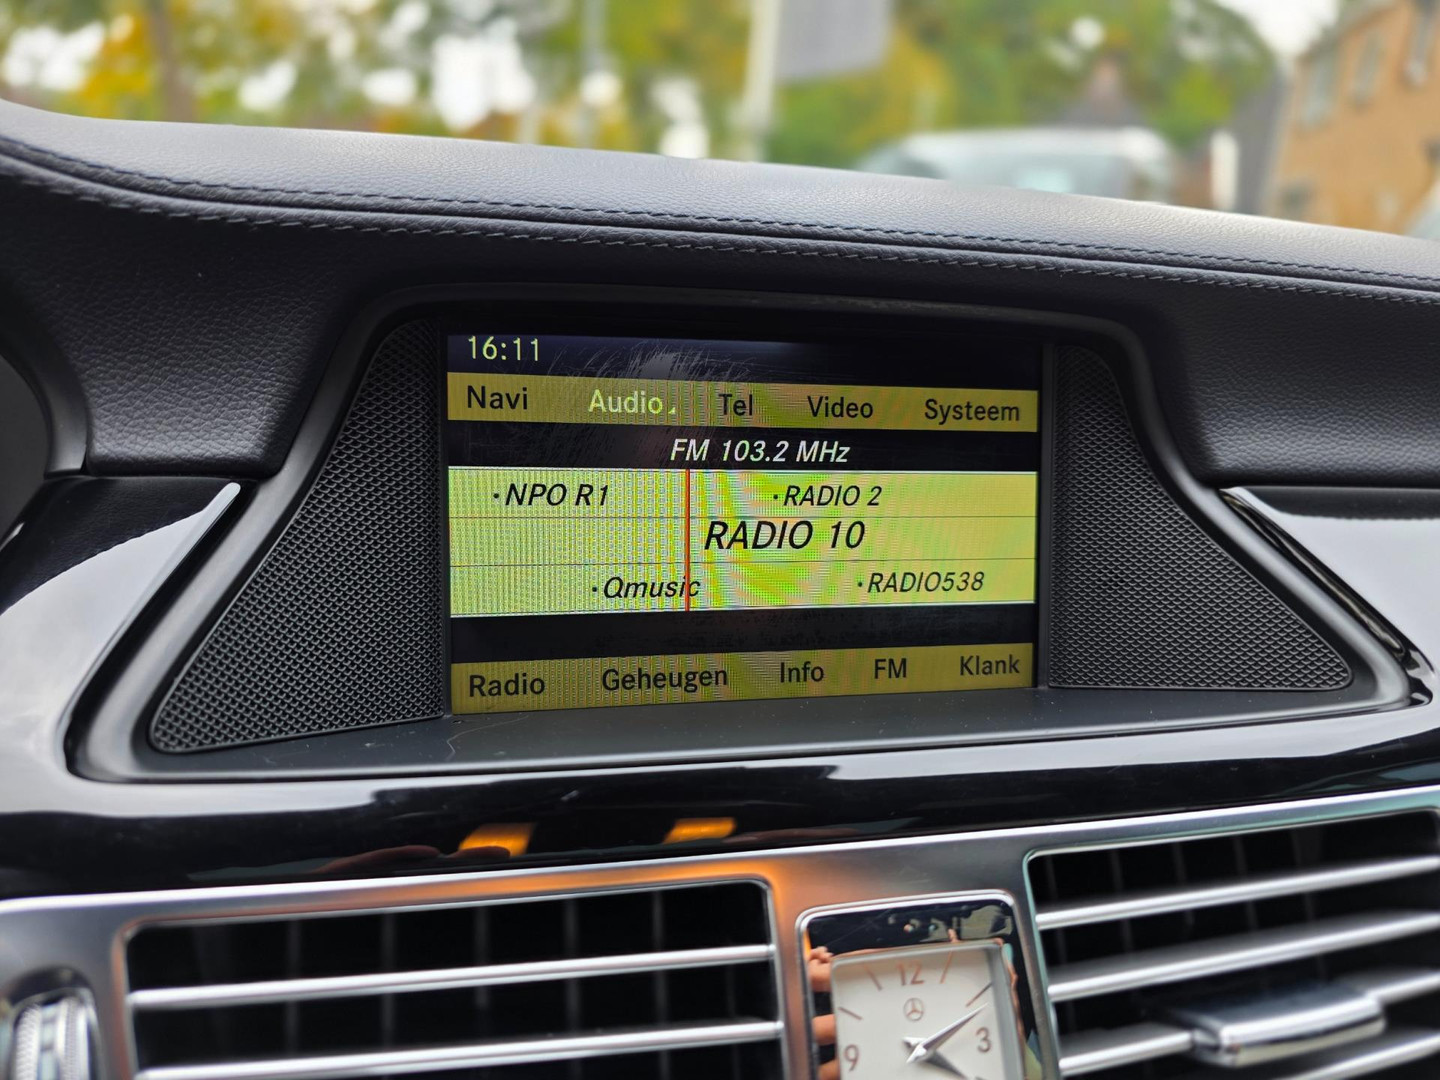 16:11
Navi Audio Tel Video Systeem
FM 103.2 MHz
·NPO R1 ·RADIO 2
RADIO 10
·Qmusic ·RADIO538
Radio Geheugen Info FM Klank
12
9 3